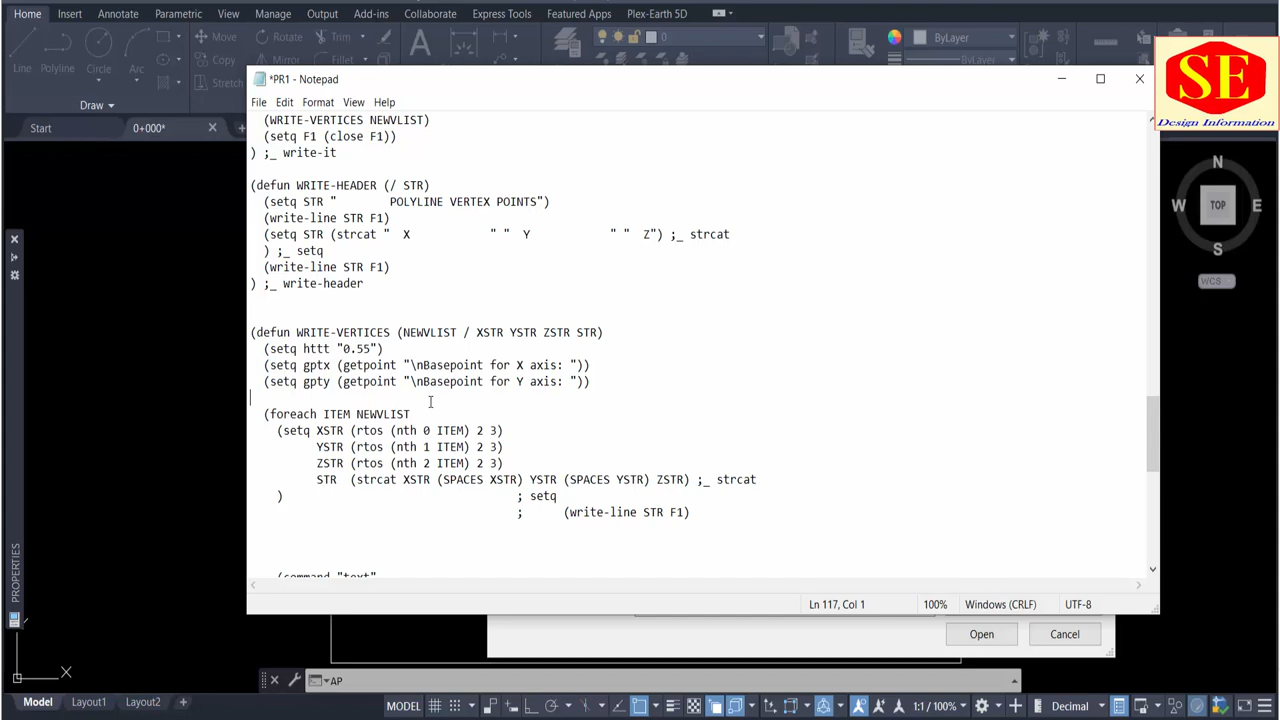 Home Insert Annotate Parametric View Manage Output Add-ins Collaborate Express Tools Featured Apps Plex-Earth 5D
Line Polyline Circle Arc
Move Rotate Trim
Copy Mirror Fillet
Stretch
0
ByLayer
Draw
Start 0+000*
SE
Design Information
*PR1 - Notepad
File Edit Format View Help
(WRITE-VERTICES NEWVLIST)
(setq F1 (close F1))
) ;_ write-it
(defun WRITE-HEADER (/ STR)
(setq STR "        POLYLINE VERTEX POINTS")
(write-line STR F1)
(setq STR (strcat "  X            " "  Y            " "  Z") ;_ strcat
) ;_ setq
(write-line STR F1)
) ;_ write-header
(defun WRITE-VERTICES (NEWVLIST / XSTR YSTR ZSTR STR)
(setq httt "0.55")
(setq gptx (getpoint "\nBasepoint for X axis: "))
(setq gpty (getpoint "\nBasepoint for Y axis: "))
(foreach ITEM NEWVLIST
(setq XSTR (rtos (nth 0 ITEM) 2 3)
YSTR (rtos (nth 1 ITEM) 2 3)
ZSTR (rtos (nth 2 ITEM) 2 3)
STR  (strcat XSTR (SPACES XSTR) YSTR (SPACES YSTR) ZSTR) ;_ strcat
) ; setq
; (write-line STR F1)
(command "text"
Ln 117, Col 1 100% Windows (CRLF) UTF-8
Open Cancel
N
W TOP E
S
WCS
PROPERTIES
X
AP
Model Layout1 Layout2 +
MODEL 1:1 / 100% Decimal